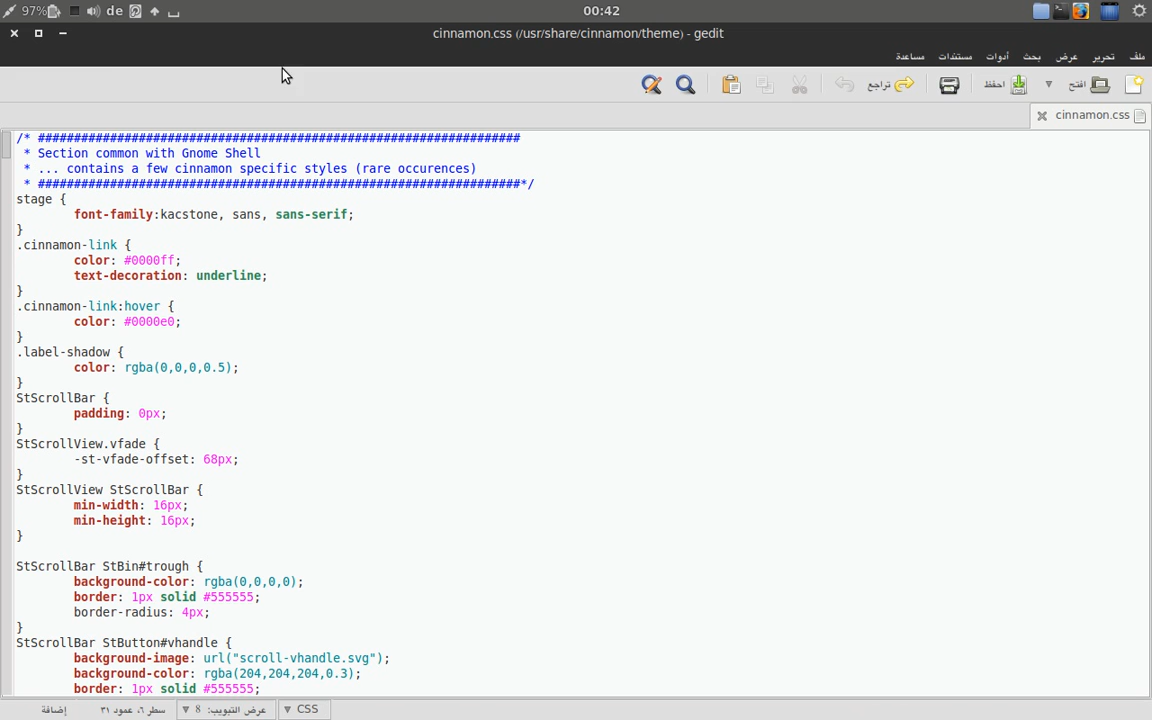 97% de 00:42
cinnamon.css (/usr/share/cinnamon/theme) - gedit
ملف تحرير عرض بحث أدوات مستندات مساعدة
افتح احفظ تراجع
cinnamon.css
/* ###################################################################
 * Section common with Gnome Shell
 * ... contains a few cinnamon specific styles (rare occurences)
 * ###################################################################*/
stage {
        font-family:kacstone, sans, sans-serif;
}
.cinnamon-link {
        color: #0000ff;
        text-decoration: underline;
}
.cinnamon-link:hover {
        color: #0000e0;
}
.label-shadow {
        color: rgba(0,0,0,0.5);
}
StScrollBar {
        padding: 0px;
}
StScrollView.vfade {
        -st-vfade-offset: 68px;
}
StScrollView StScrollBar {
        min-width: 16px;
        min-height: 16px;
}
StScrollBar StBin#trough {
        background-color: rgba(0,0,0,0);
        border: 1px solid #555555;
        border-radius: 4px;
}
StScrollBar StButton#vhandle {
        background-image: url("scroll-vhandle.svg");
        background-color: rgba(204,204,204,0.3);
        border: 1px solid #555555;
CSS عرض التبويب: 8 سطر ٦، عمود ٣١ إضافة